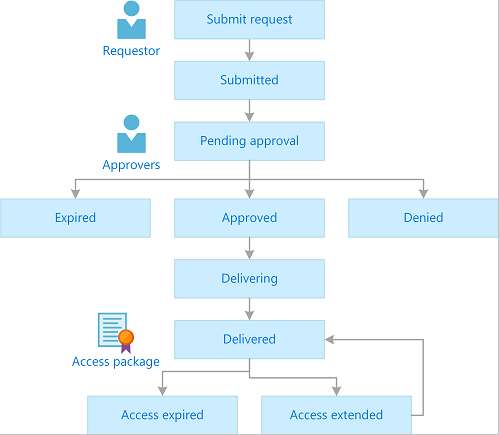 Submit request
Requestor
Submitted
Pending approval
Approvers
Expired
Approved
Denied
Delivering
Delivered
Access package
Access expired
Access extended